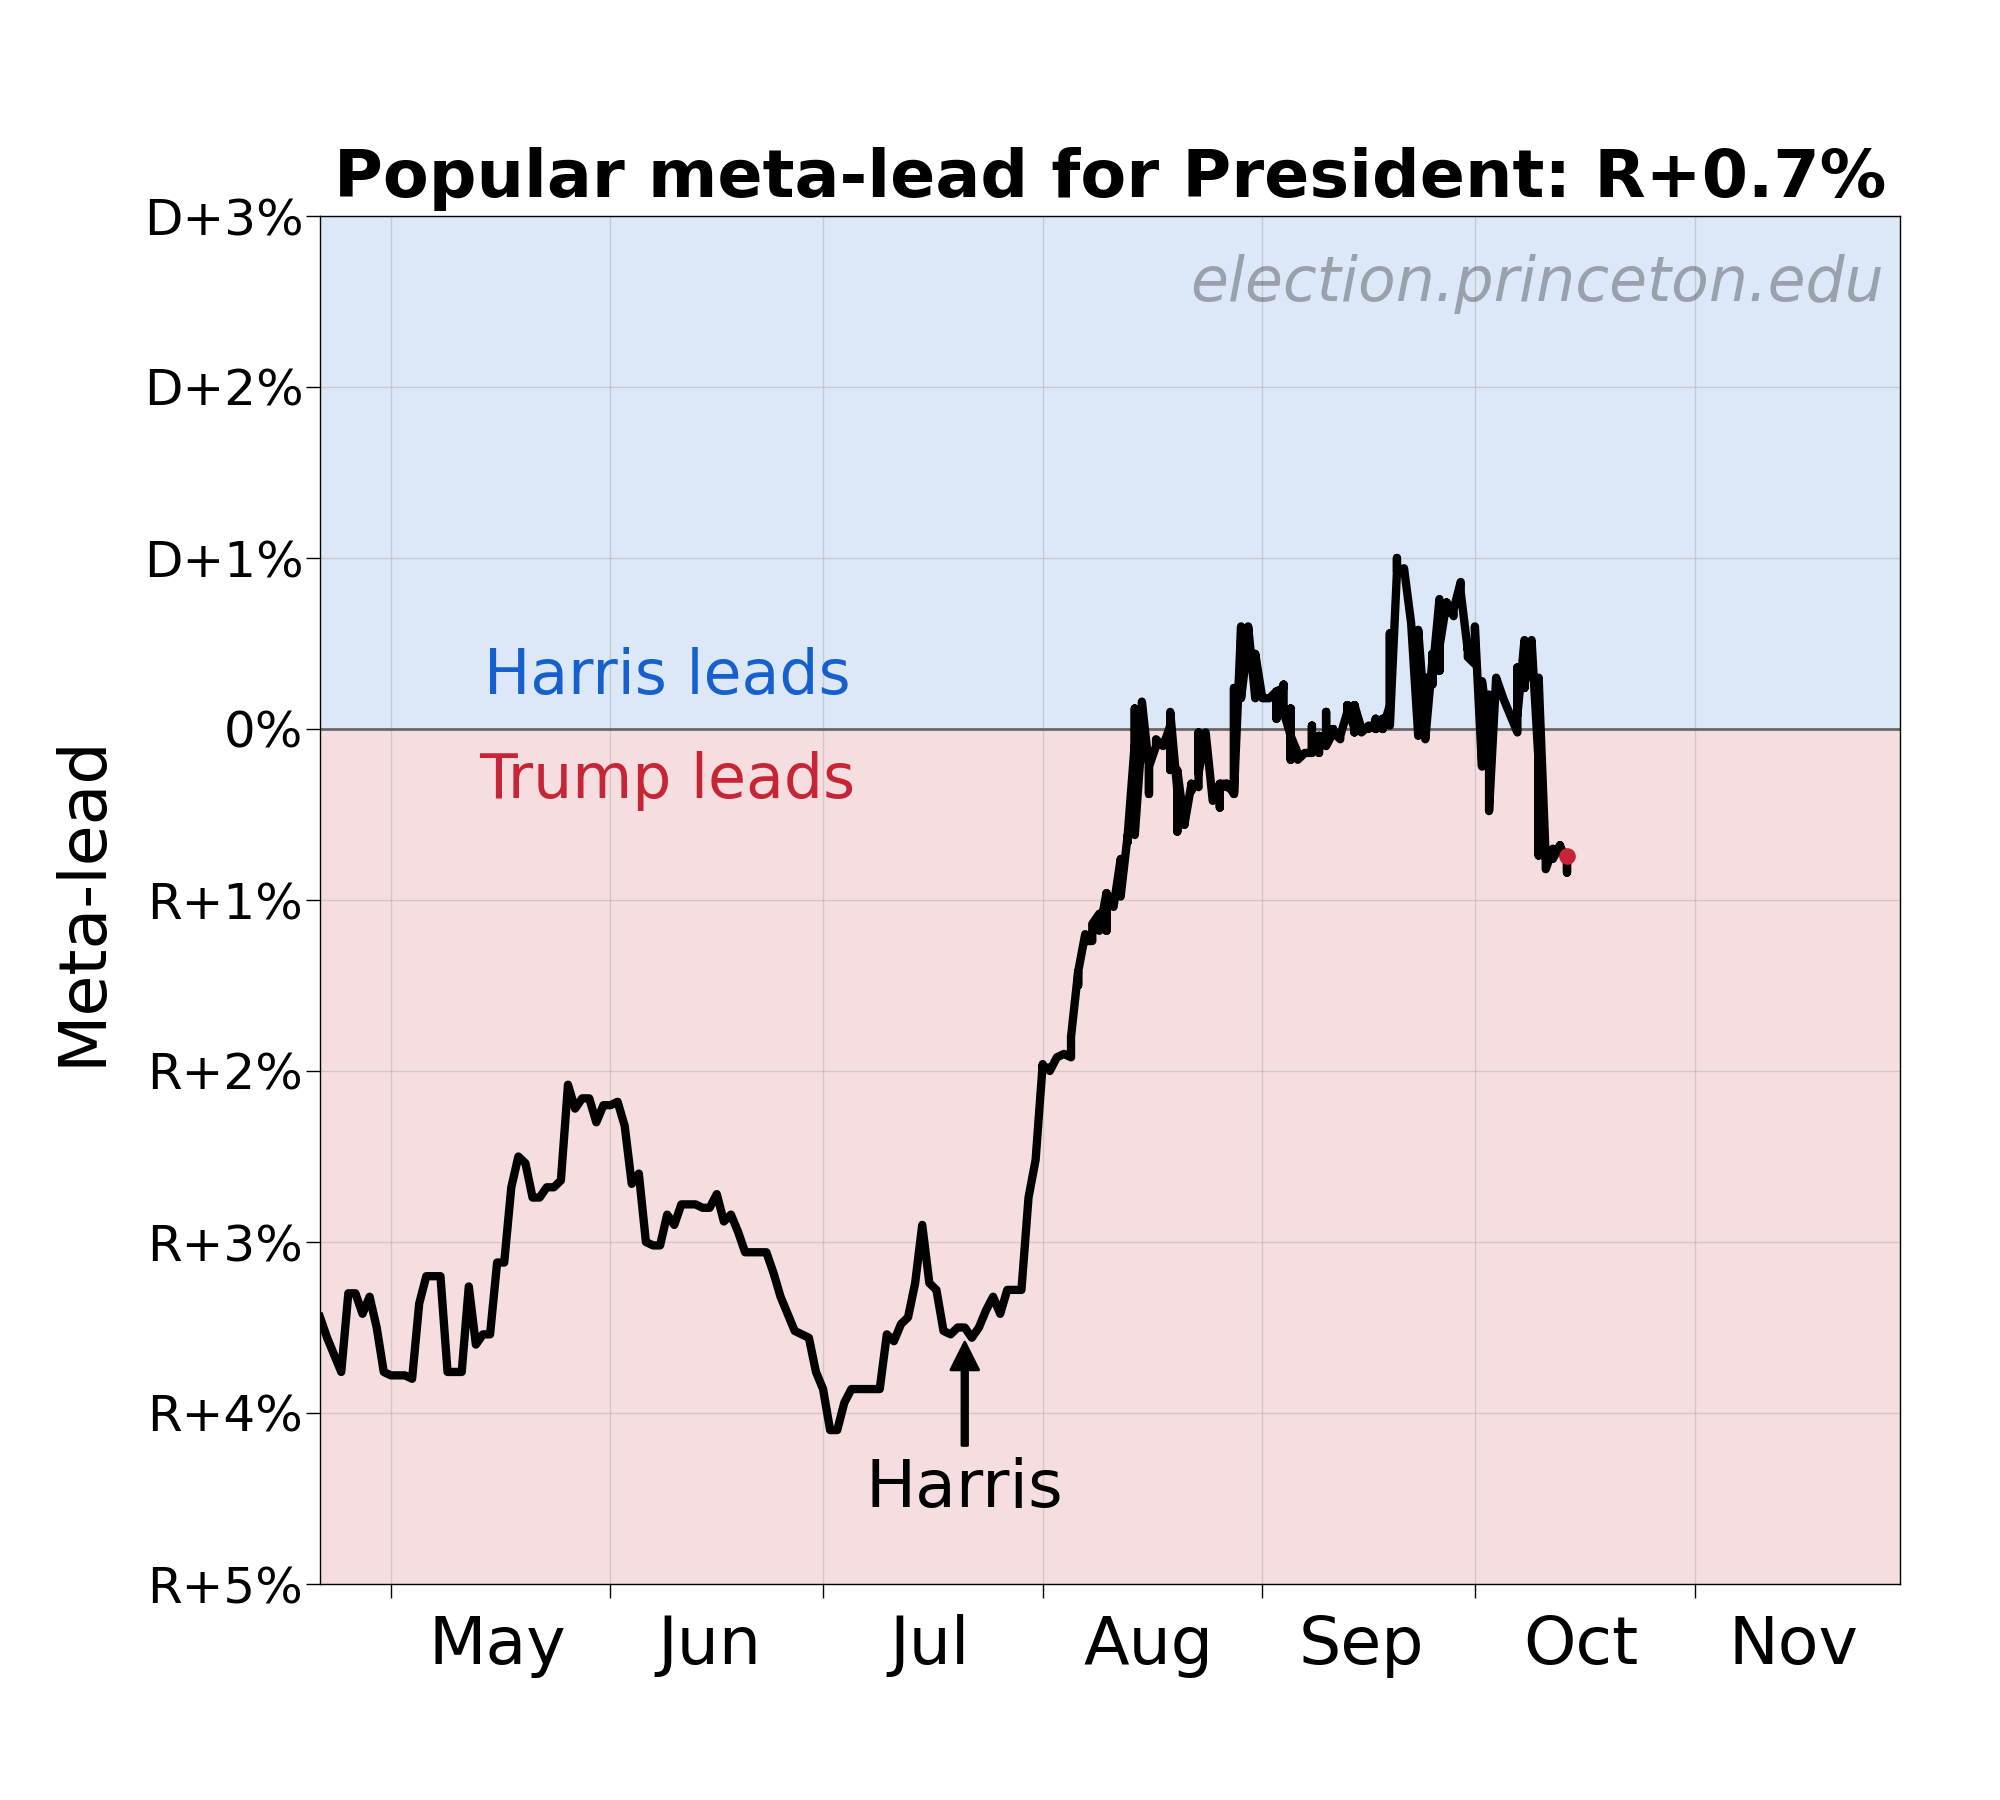 Popular meta-lead for President: R+0.7%
election.princeton.edu
D+3%
D+2%
D+1%
0%
R+1%
R+2%
R+3%
R+4%
R+5%
Meta-lead
Harris leads
Trump leads
Harris
May Jun Jul Aug Sep Oct Nov